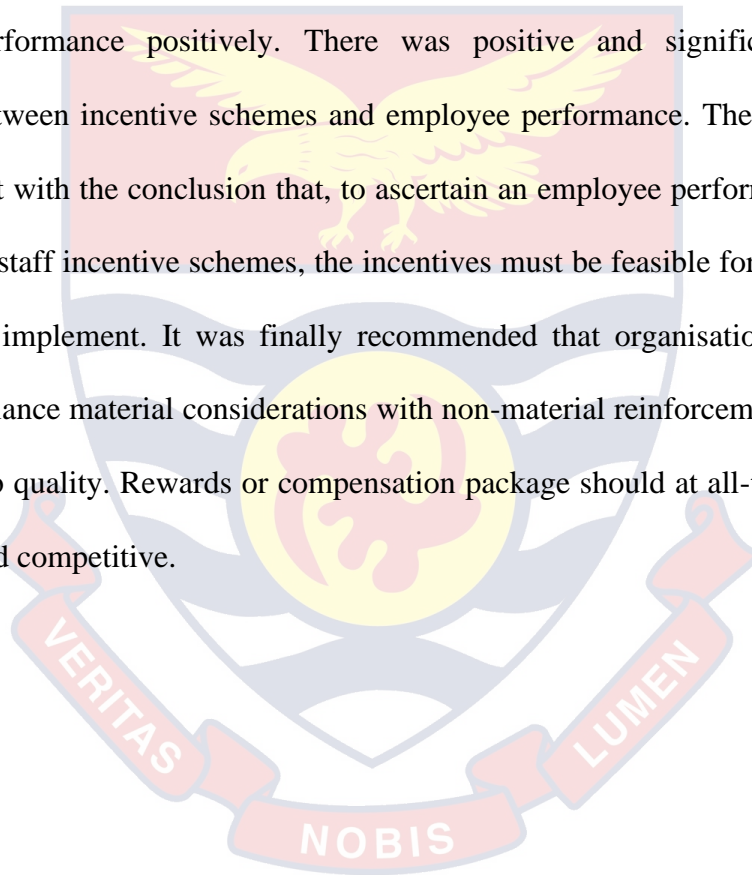 rformance positively. There was positive and signific
tween incentive schemes and employee performance. The
t with the conclusion that, to ascertain an employee perform
staff incentive schemes, the incentives must be feasible for
implement. It was finally recommended that organisatio
lance material considerations with non-material reinforcem
o quality. Rewards or compensation package should at all-t
d competitive.
VERITAS
NOBIS
LUMEN